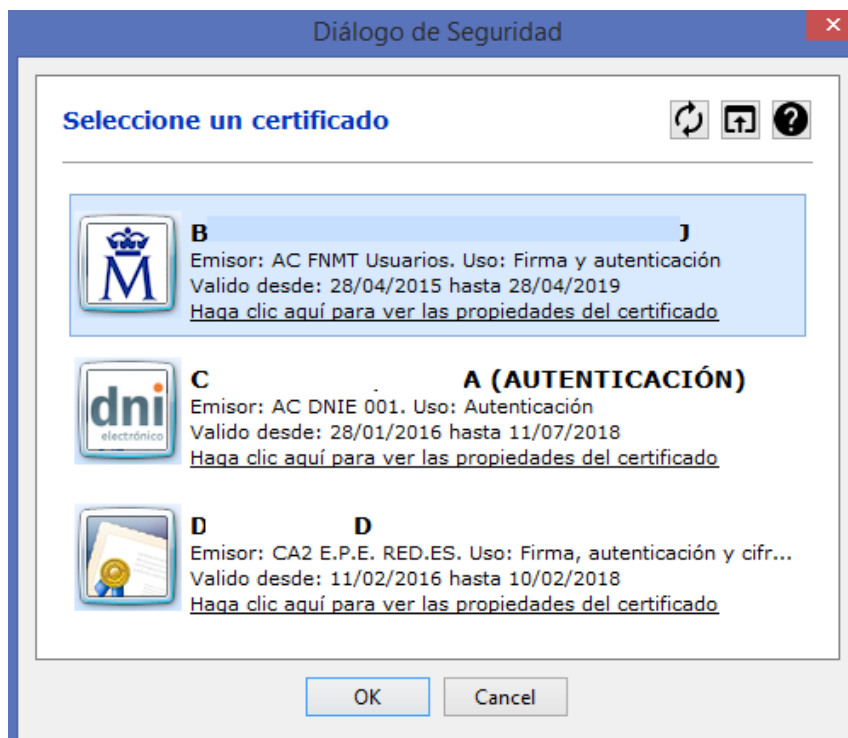 Diálogo de Seguridad
Seleccione un certificado
B J
Emisor: AC FNMT Usuarios. Uso: Firma y autenticación
Valido desde: 28/04/2015 hasta 28/04/2019
Haga clic aquí para ver las propiedades del certificado
dni
electrónico
C A (AUTENTICACIÓN)
Emisor: AC DNIE 001. Uso: Autenticación
Valido desde: 28/01/2016 hasta 11/07/2018
Haga clic aquí para ver las propiedades del certificado
D D
Emisor: CA2 E.P.E. RED.ES. Uso: Firma, autenticación y cifr...
Valido desde: 11/02/2016 hasta 10/02/2018
Haga clic aquí para ver las propiedades del certificado
OK Cancel